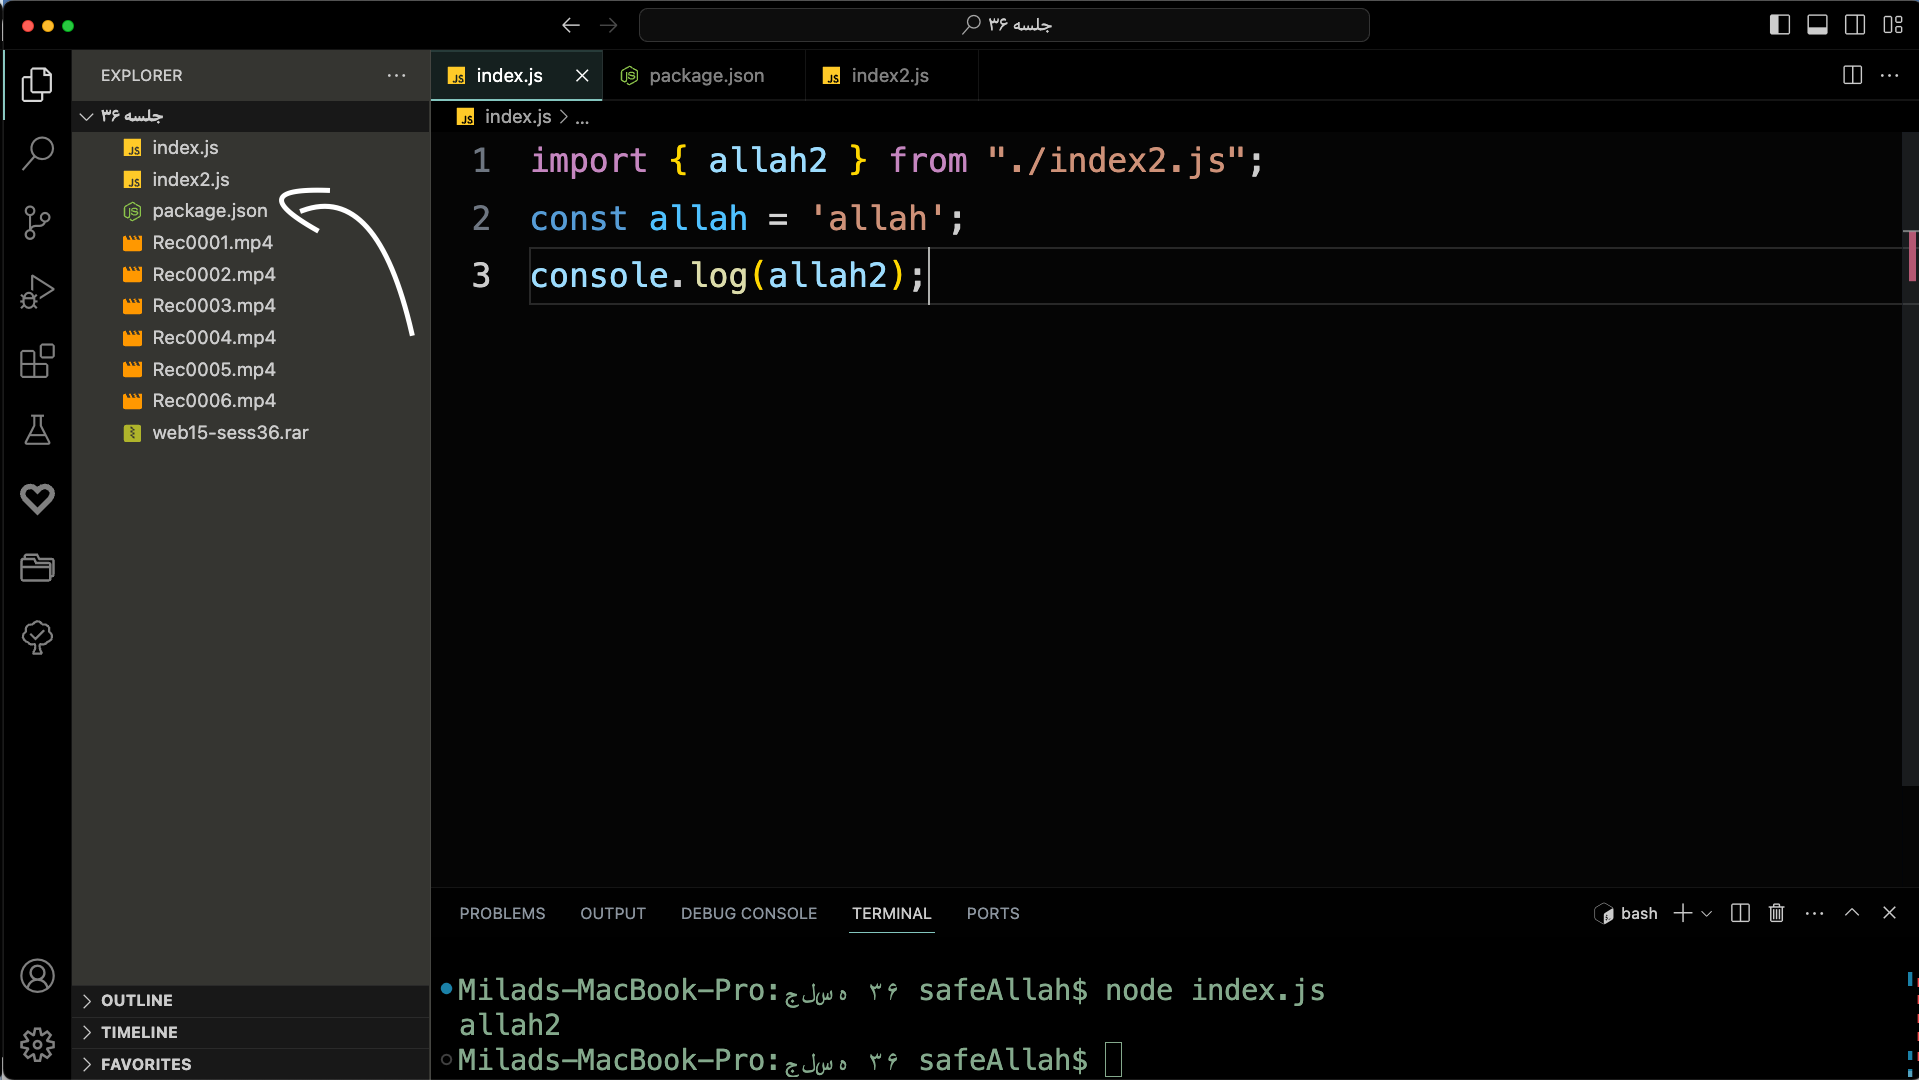 جلسه ۳۶
EXPLORER
جلسه ۳۶
index.js
index2.js
package.json
Rec0001.mp4
Rec0002.mp4
Rec0003.mp4
Rec0004.mp4
Rec0005.mp4
Rec0006.mp4
web15-sess36.rar
OUTLINE
TIMELINE
FAVORITES
index.js package.json index2.js
index.js > ...
1 import { allah2 } from "./index2.js";
2 const allah = 'allah';
3 console.log(allah2);
PROBLEMS OUTPUT DEBUG CONSOLE TERMINAL PORTS
bash
Milads-MacBook-Pro:جلسه ۳۶ safeAllah$ node index.js
allah2
Milads-MacBook-Pro:جلسه ۳۶ safeAllah$